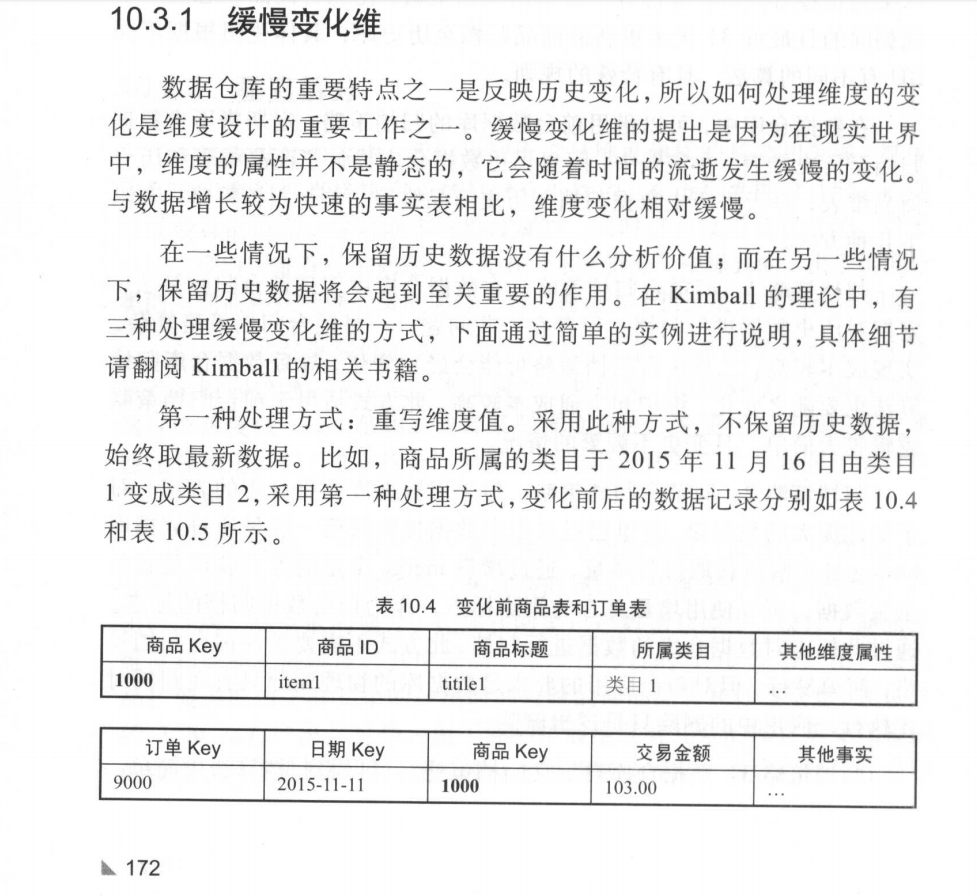 10.3.1 缓慢变化维
数据仓库的重要特点之一是反映历史变化，所以如何处理维度的变
化是维度设计的重要工作之一。缓慢变化维的提出是因为在现实世界
中，维度的属性并不是静态的，它会随着时间的流逝发生缓慢的变化。
与数据增长较为快速的事实表相比，维度变化相对缓慢。
在一些情况下，保留历史数据没有什么分析价值；而在另一些情况
下，保留历史数据将会起到至关重要的作用。在 Kimball 的理论中，有
三种处理缓慢变化维的方式，下面通过简单的实例进行说明，具体细节
请翻阅 Kimball 的相关书籍。
第一种处理方式：重写维度值。采用此种方式，不保留历史数据，
始终取最新数据。比如，商品所属的类目于 2015 年 11 月 16 日由类目
1 变成类目 2，采用第一种处理方式，变化前后的数据记录分别如表 10.4
和表 10.5 所示。
表 10.4 变化前商品表和订单表
商品 Key 商品 ID 商品标题 所属类目 其他维度属性
1000 item1 titile1 类目 1 …
订单 Key 日期 Key 商品 Key 交易金额 其他事实
9000 2015-11-11 1000 103.00 …
172